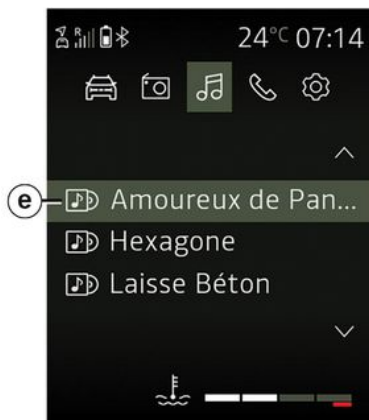 R 24°C 07:14
e Amoureux de Pan...
Hexagone
Laisse Béton